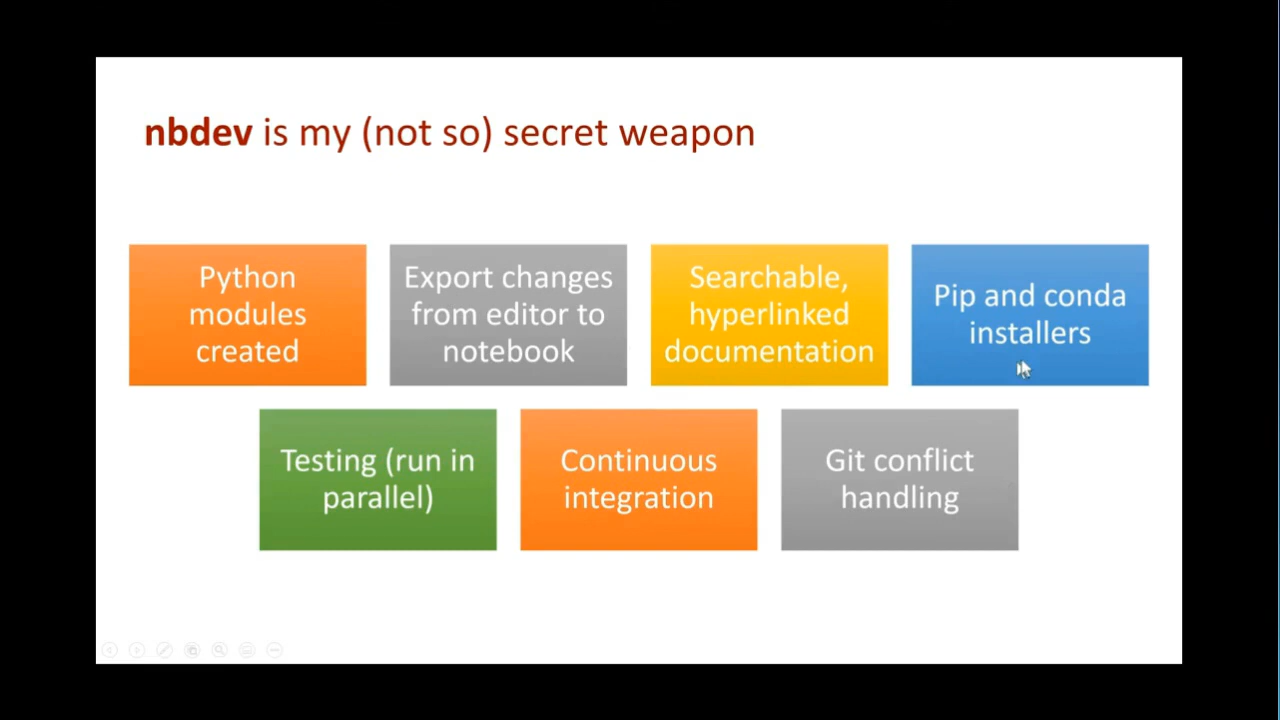 nbdev is my (not so) secret weapon
Python
modules
created
Export changes
from editor to
notebook
Searchable,
hyperlinked
documentation
Pip and conda
installers
Testing (run in
parallel)
Continuous
integration
Git conflict
handling